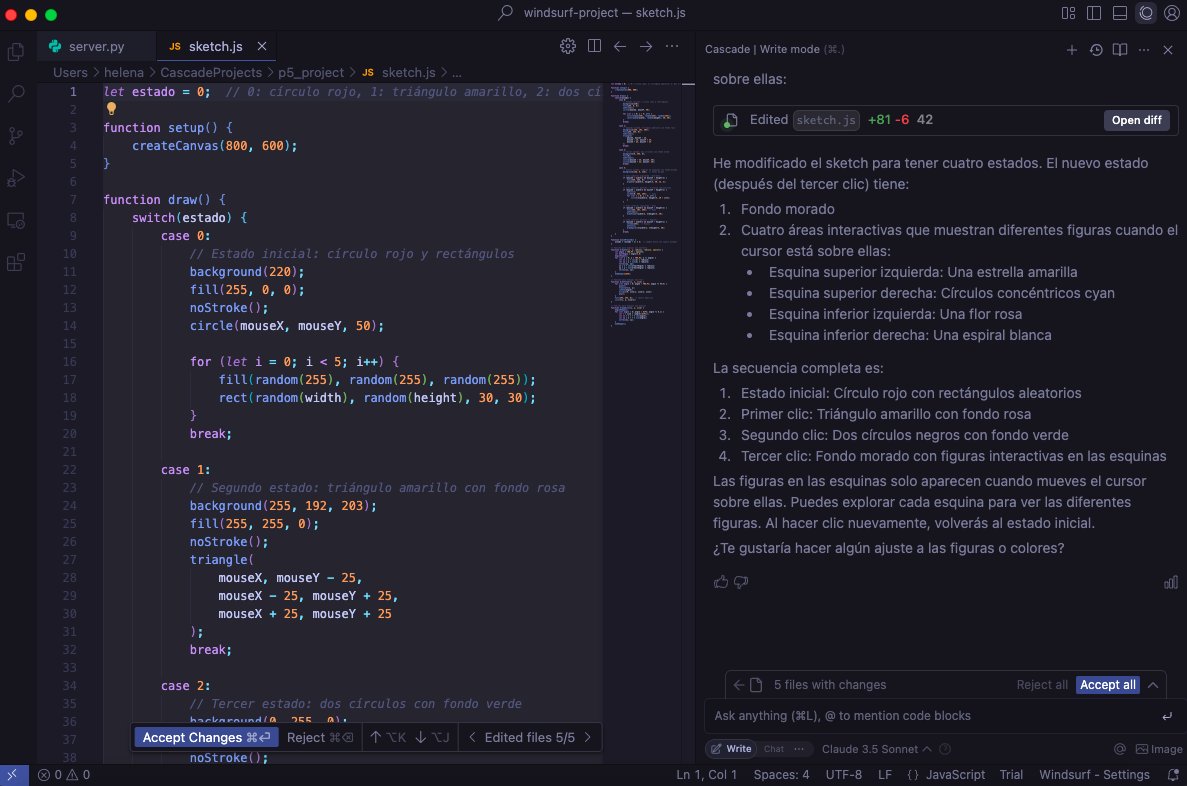 windsurf-project — sketch.js
server.py
JS sketch.js
Users > helena > CascadeProjects > p5_project > JS sketch.js > ...
1 let estado = 0;  // 0: círculo rojo, 1: triángulo amarillo, 2: dos cí
2
3 function setup() {
4     createCanvas(800, 600);
5 }
6
7 function draw() {
8     switch(estado) {
9         case 0:
10             // Estado inicial: círculo rojo y rectángulos
11             background(220);
12             fill(255, 0, 0);
13             noStroke();
14             circle(mouseX, mouseY, 50);
15
16             for (let i = 0; i < 5; i++) {
17                 fill(random(255), random(255), random(255));
18                 rect(random(width), random(height), 30, 30);
19             }
20             break;
21
22         case 1:
23             // Segundo estado: triángulo amarillo con fondo rosa
24             background(255, 192, 203);
25             fill(255, 255, 0);
26             noStroke();
27             triangle(
28                 mouseX, mouseY - 25,
29                 mouseX - 25, mouseY + 25,
30                 mouseX + 25, mouseY + 25
31             );
32             break;
33
34         case 2:
35             // Tercer estado: dos círculos con fondo verde
36             background(0, 255, 0);
37
38             noStroke();
Accept Changes ⌘⏎ Reject ⌘⌫ ↑ ⌥K ↓ ⌥J < Edited files 5/5 >
Cascade | Write mode (⌘.)
sobre ellas:
Edited sketch.js +81 -6 42 Open diff
He modificado el sketch para tener cuatro estados. El nuevo estado
(después del tercer clic) tiene:
1. Fondo morado
2. Cuatro áreas interactivas que muestran diferentes figuras cuando el
cursor está sobre ellas:
• Esquina superior izquierda: Una estrella amarilla
• Esquina superior derecha: Círculos concéntricos cyan
• Esquina inferior izquierda: Una flor rosa
• Esquina inferior derecha: Una espiral blanca
La secuencia completa es:
1. Estado inicial: Círculo rojo con rectángulos aleatorios
2. Primer clic: Triángulo amarillo con fondo rosa
3. Segundo clic: Dos círculos negros con fondo verde
4. Tercer clic: Fondo morado con figuras interactivas en las esquinas
Las figuras en las esquinas solo aparecen cuando mueves el cursor
sobre ellas. Puedes explorar cada esquina para ver las diferentes
figuras. Al hacer clic nuevamente, volverás al estado inicial.
¿Te gustaría hacer algún ajuste a las figuras o colores?
5 files with changes Reject all Accept all
Ask anything (⌘L), @ to mention code blocks
Write Chat ... Claude 3.5 Sonnet @ Image
0 0 Ln 1, Col 1 Spaces: 4 UTF-8 LF {} JavaScript Trial Windsurf - Settings